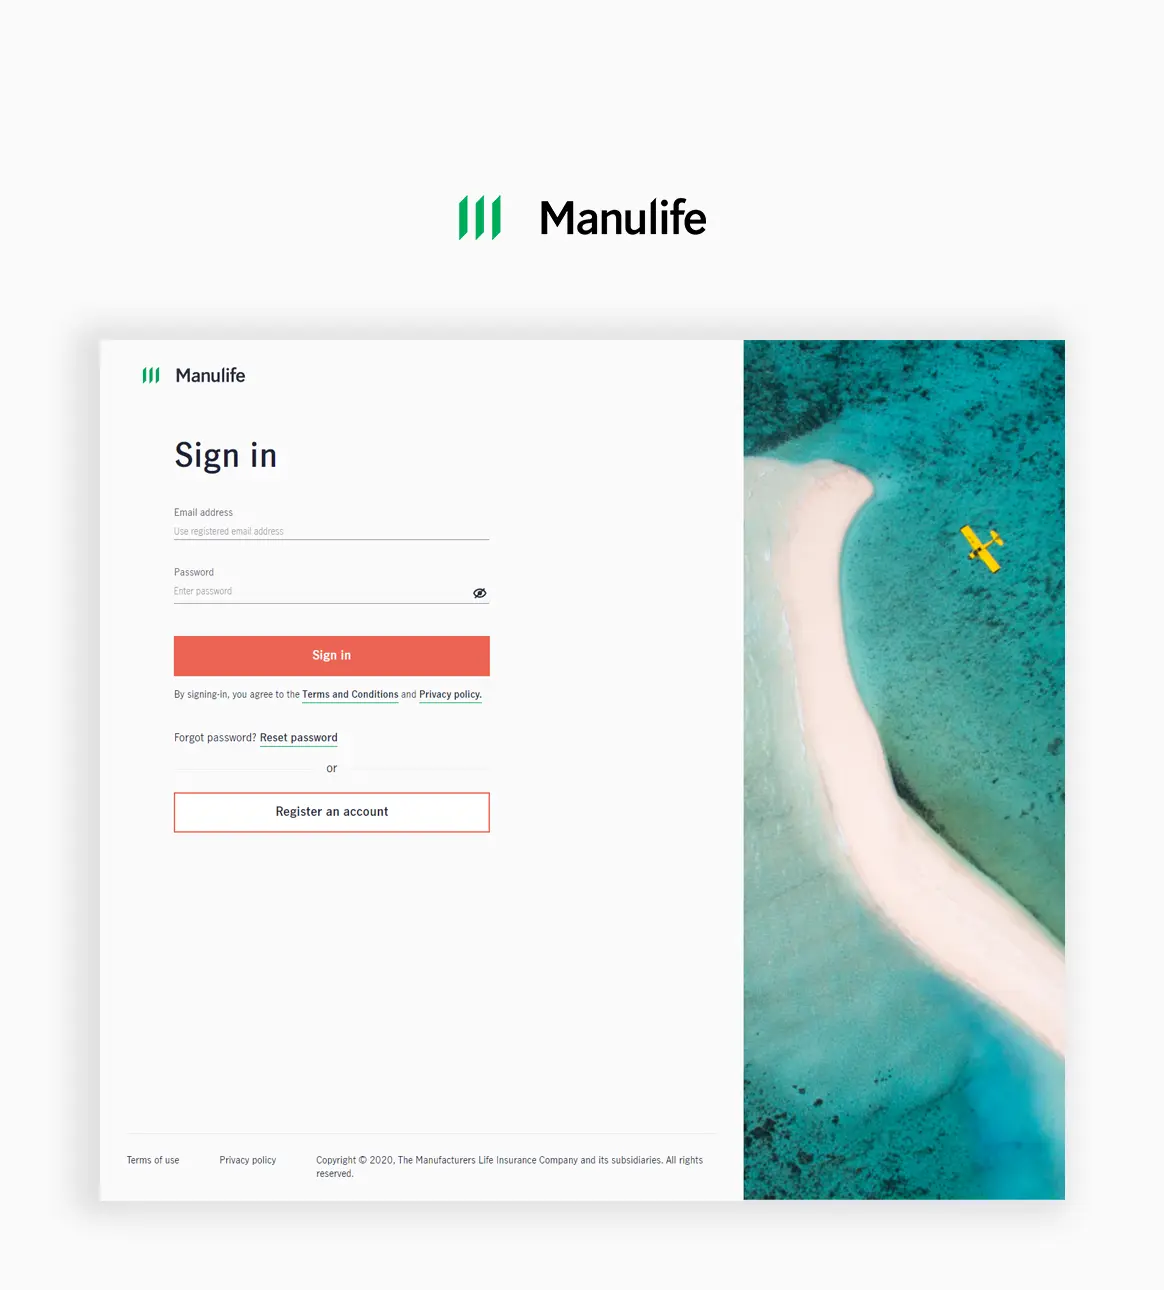 Manulife
Manulife
Sign in
Email address
Use registered email address
Password
Enter password
Sign in
By signing-in, you agree to the Terms and Conditions and Privacy policy.
Forgot password? Reset password
or
Register an account
Terms of use
Privacy policy
Copyright © 2020, The Manufacturers Life Insurance Company and its subsidiaries. All rights
reserved.